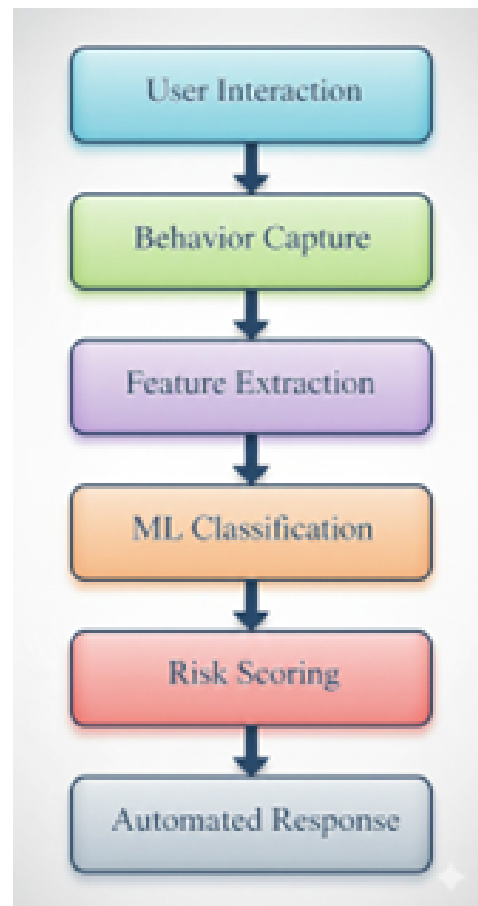 User Interaction
Behavior Capture
Feature Extraction
ML Classification
Risk Scoring
Automated Response